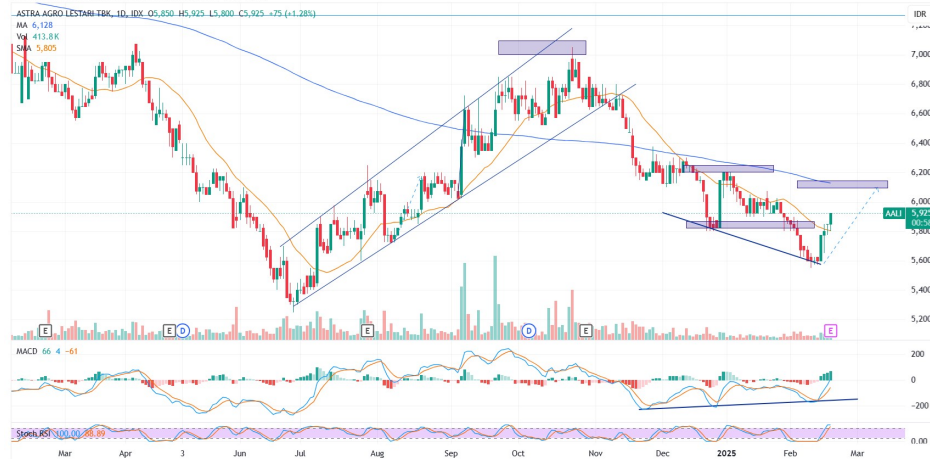 ASTRA AGRO LESTARI TBK, 1D, IDX O5,850 H5,925 L5,800 C5,925 +75 (+1.28%)
IDR
MA 6,128
Vol 413.8K
SMA 5,805
7,000
6,800
6,600
6,400
6,200
6,000
AALI 5,925
5,600
5,400
5,200
E E D E D E E
MACD 66 4 −61
200
0
−200
Stoch RSI 100.00 88.89
0.00
Mar Apr 3 Jun Jul Aug Sep Oct Nov Dec 2025 Feb Mar